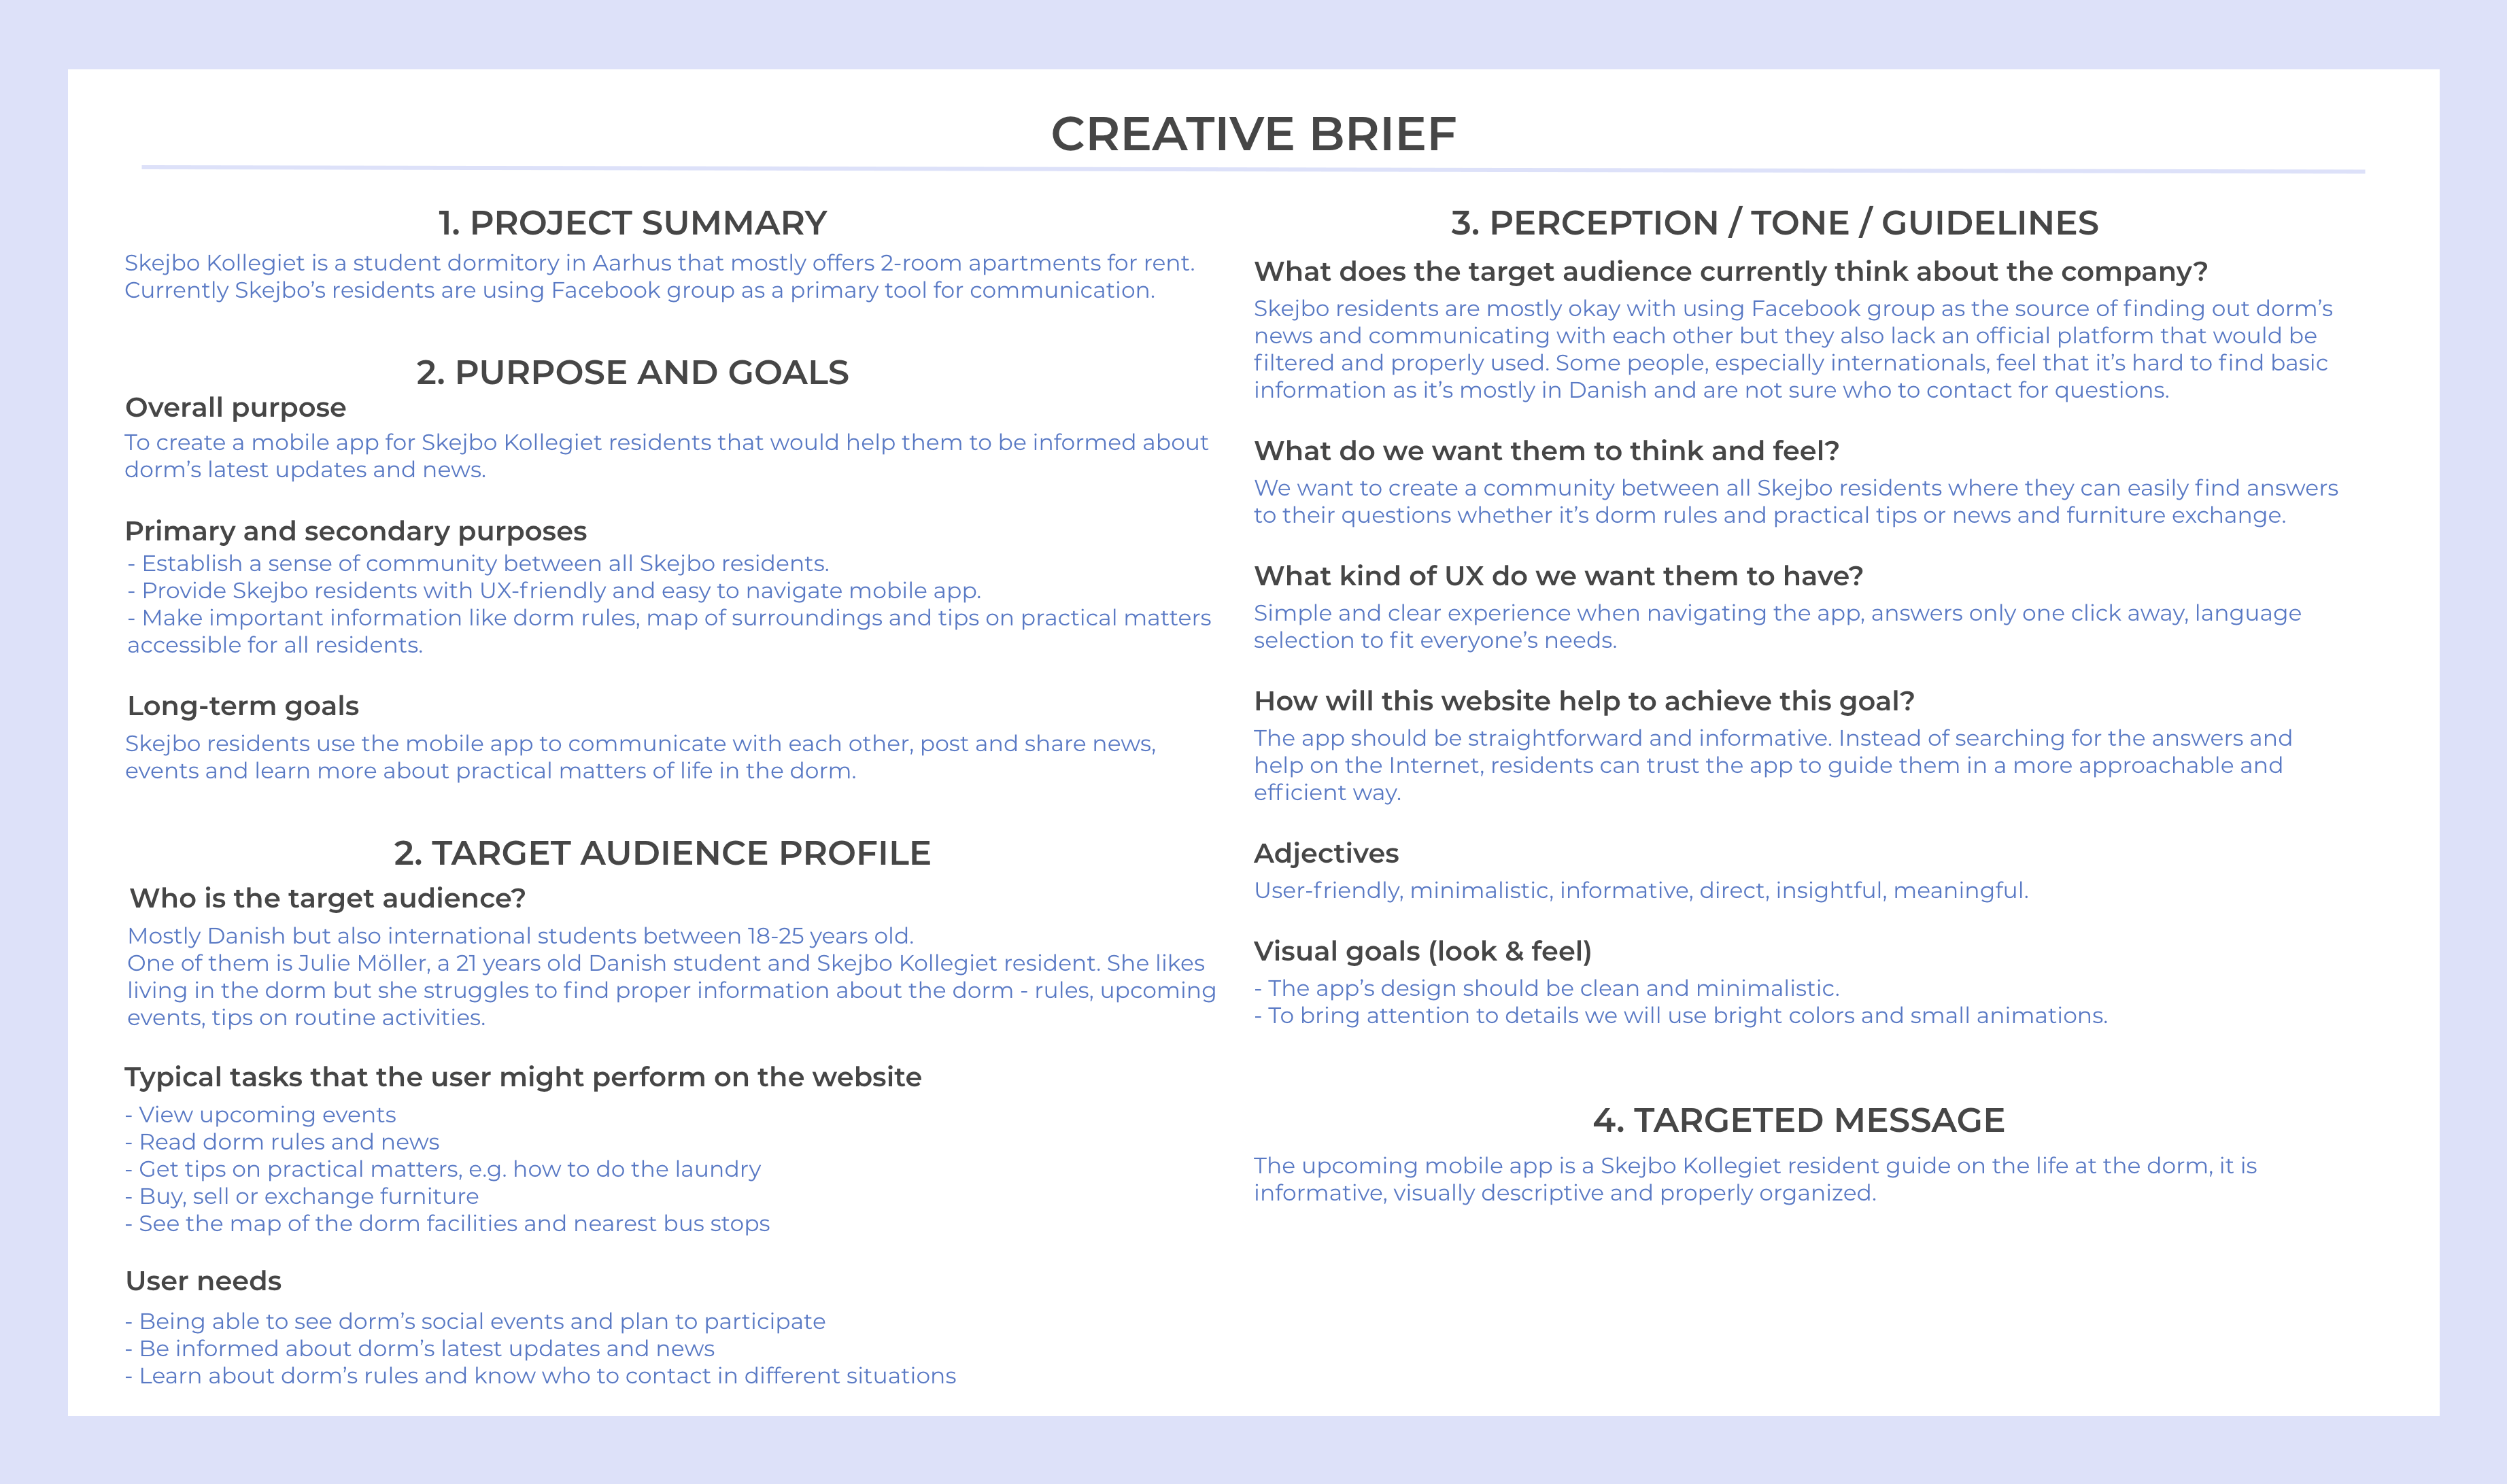 CREATIVE BRIEF
1. PROJECT SUMMARY
Skejbo Kollegiet is a student dormitory in Aarhus that mostly offers 2-room apartments for rent.
Currently Skejbo’s residents are using Facebook group as a primary tool for communication.
2. PURPOSE AND GOALS
Overall purpose
To create a mobile app for Skejbo Kollegiet residents that would help them to be informed about
dorm’s latest updates and news.
Primary and secondary purposes
- Establish a sense of community between all Skejbo residents.
- Provide Skejbo residents with UX-friendly and easy to navigate mobile app.
- Make important information like dorm rules, map of surroundings and tips on practical matters
accessible for all residents.
Long-term goals
Skejbo residents use the mobile app to communicate with each other, post and share news,
events and learn more about practical matters of life in the dorm.
2. TARGET AUDIENCE PROFILE
Who is the target audience?
Mostly Danish but also international students between 18-25 years old.
One of them is Julie Möller, a 21 years old Danish student and Skejbo Kollegiet resident. She likes
living in the dorm but she struggles to find proper information about the dorm - rules, upcoming
events, tips on routine activities.
Typical tasks that the user might perform on the website
- View upcoming events
- Read dorm rules and news
- Get tips on practical matters, e.g. how to do the laundry
- Buy, sell or exchange furniture
- See the map of the dorm facilities and nearest bus stops
User needs
- Being able to see dorm’s social events and plan to participate
- Be informed about dorm’s latest updates and news
- Learn about dorm’s rules and know who to contact in different situations
3. PERCEPTION / TONE / GUIDELINES
What does the target audience currently think about the company?
Skejbo residents are mostly okay with using Facebook group as the source of finding out dorm’s
news and communicating with each other but they also lack an official platform that would be
filtered and properly used. Some people, especially internationals, feel that it’s hard to find basic
information as it’s mostly in Danish and are not sure who to contact for questions.
What do we want them to think and feel?
We want to create a community between all Skejbo residents where they can easily find answers
to their questions whether it’s dorm rules and practical tips or news and furniture exchange.
What kind of UX do we want them to have?
Simple and clear experience when navigating the app, answers only one click away, language
selection to fit everyone’s needs.
How will this website help to achieve this goal?
The app should be straightforward and informative. Instead of searching for the answers and
help on the Internet, residents can trust the app to guide them in a more approachable and
efficient way.
Adjectives
User-friendly, minimalistic, informative, direct, insightful, meaningful.
Visual goals (look & feel)
- The app’s design should be clean and minimalistic.
- To bring attention to details we will use bright colors and small animations.
4. TARGETED MESSAGE
The upcoming mobile app is a Skejbo Kollegiet resident guide on the life at the dorm, it is
informative, visually descriptive and properly organized.